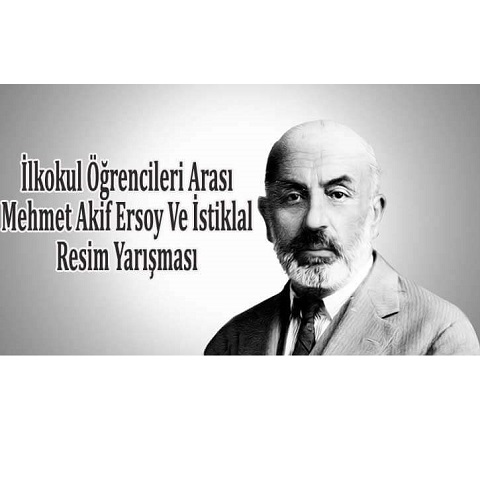 İlkokul Öğrencileri Arası
Mehmet Akif Ersoy Ve İstiklal
Resim Yarışması